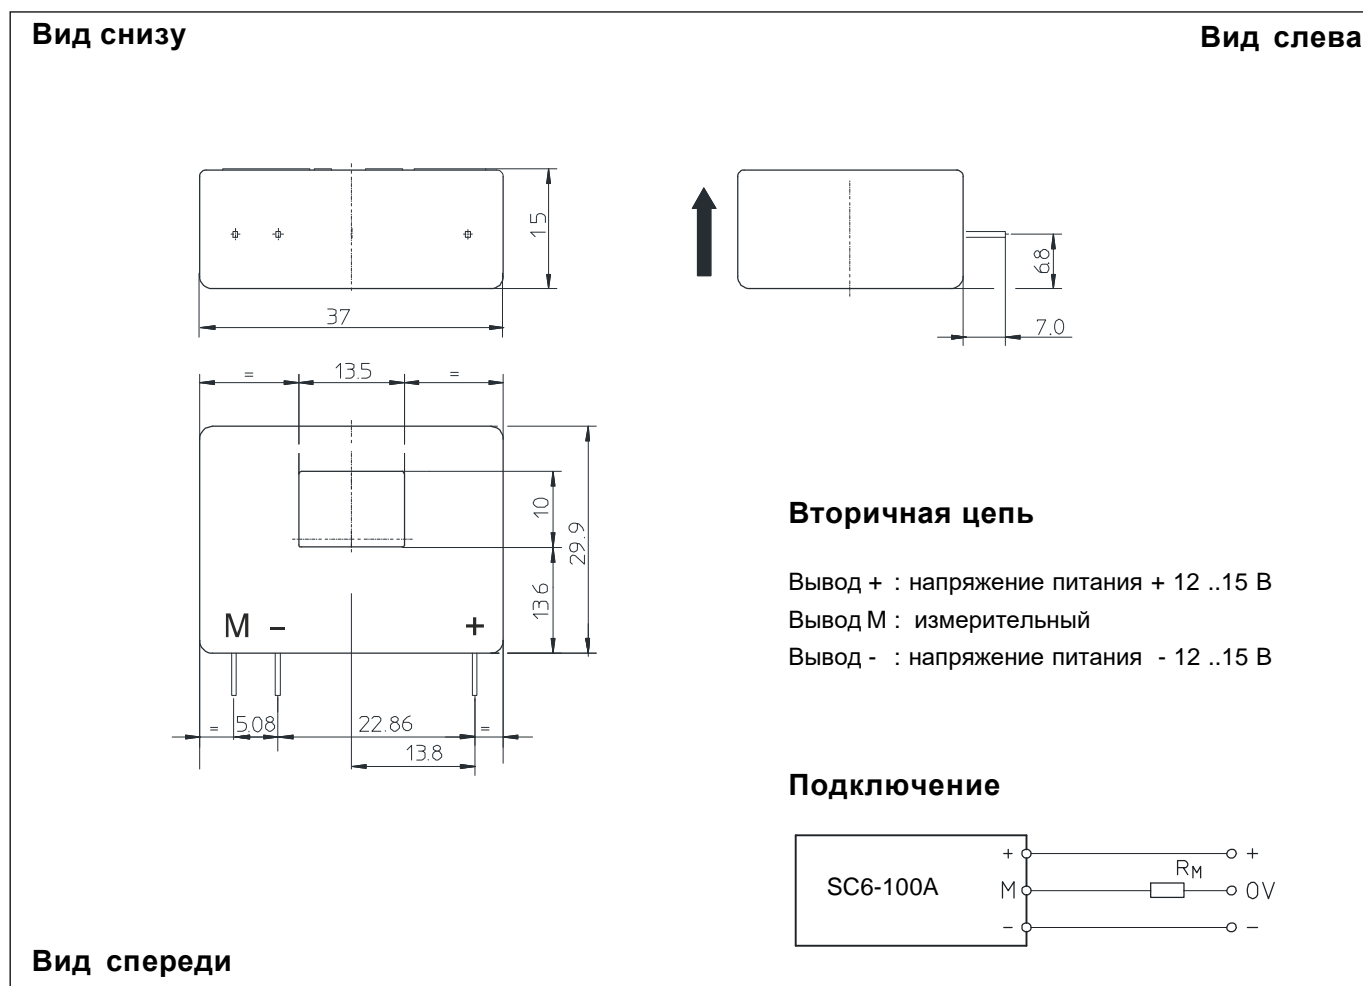 Вид снизу
Вид слева
15
37
6.8
7.0
= 13.5 =
10
29.9
13.6
M - +
= 5.08 22.86 =
13.8
Вторичная цепь
Вывод + : напряжение питания + 12 ..15 В
Вывод М : измерительный
Вывод - : напряжение питания - 12 ..15 В
Подключение
+ +
SC6-100A M RM 0V
- -
Вид спереди